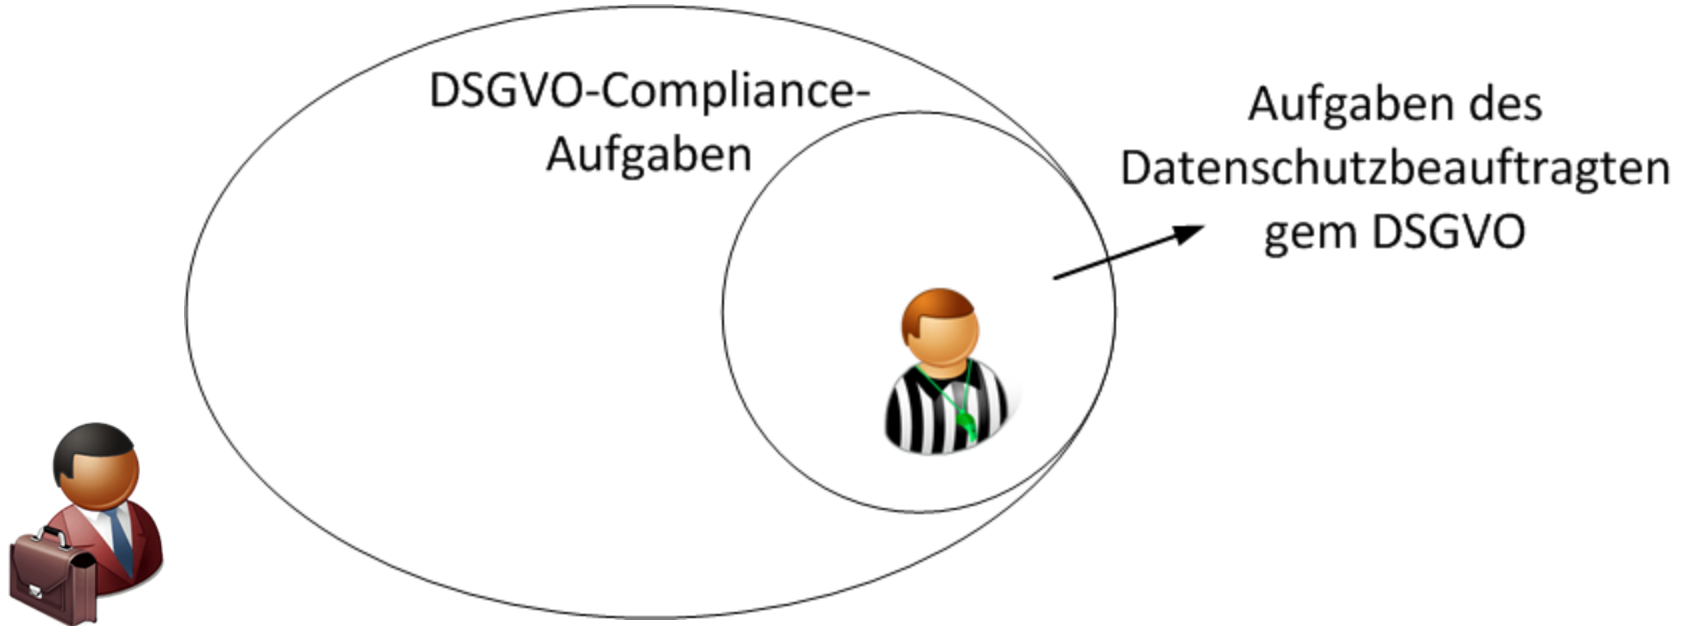 DSGVO-Compliance-
Aufgaben
Aufgaben des
Datenschutzbeauftragten
gem DSGVO